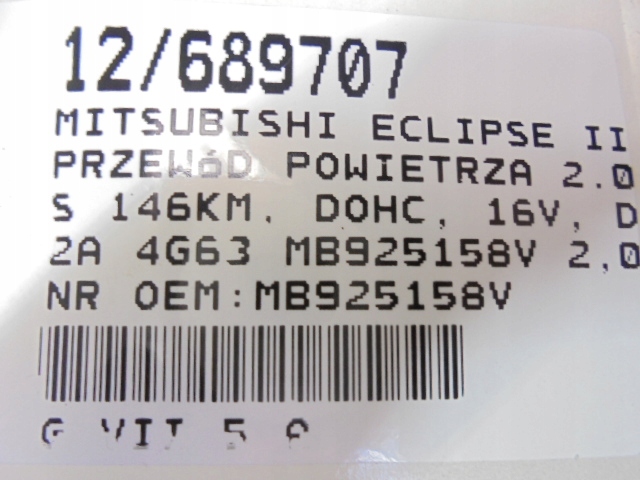 12/689707
MITSUBISHI ECLIPSE II
PRZEWóD POWIETRZA 2.0
S 146KM, DOHC, 16V, D
2A 4G63 MB925158V 2,0
NR OEM:MB925158V